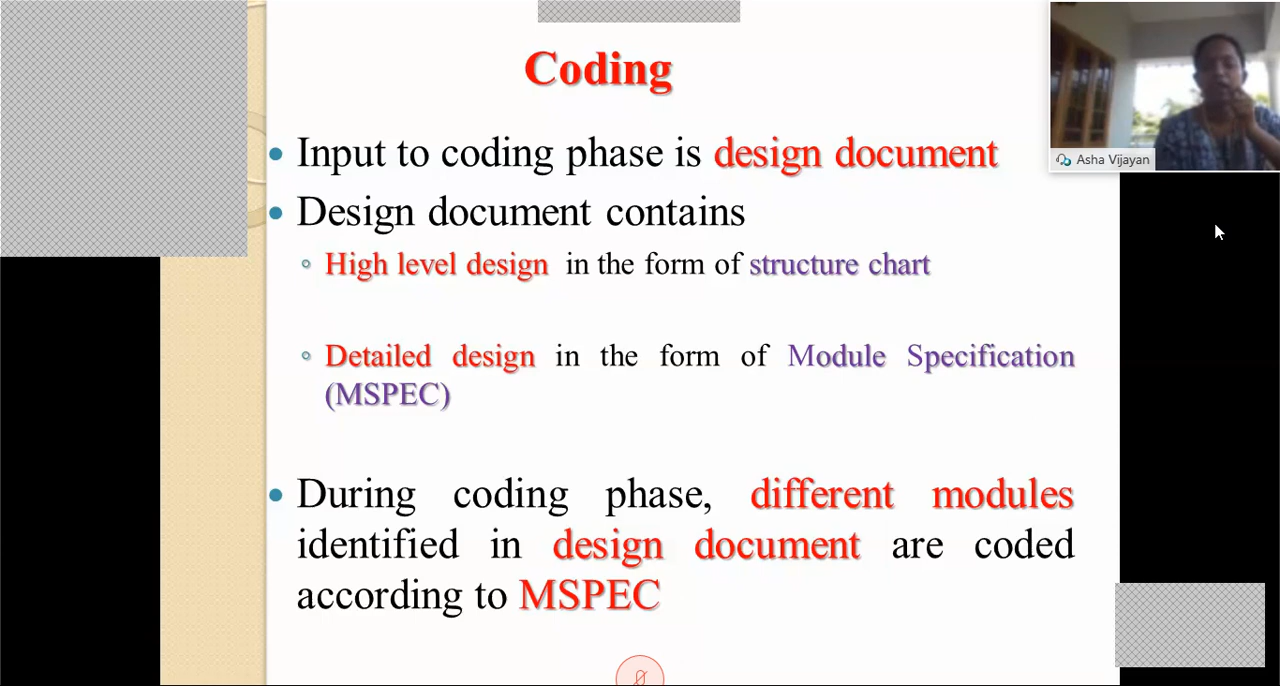 Coding
Input to coding phase is design document
Design document contains
High level design in the form of structure chart
Detailed design in the form of Module Specification
(MSPEC)
During coding phase, different modules
identified in design document are coded
according to MSPEC
Asha Vijayan